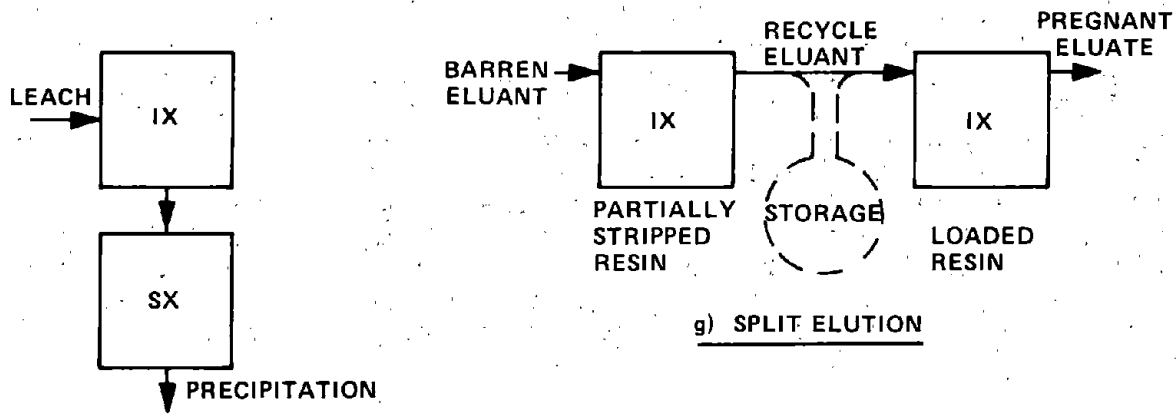 LEACH
IX
SX
PRECIPITATION
BARREN
ELUANT
IX
PARTIALLY
STRIPPED
RESIN
RECYCLE
ELUANT
STORAGE
IX
LOADED
RESIN
PREGNANT
ELUATE
g) SPLIT ELUTION